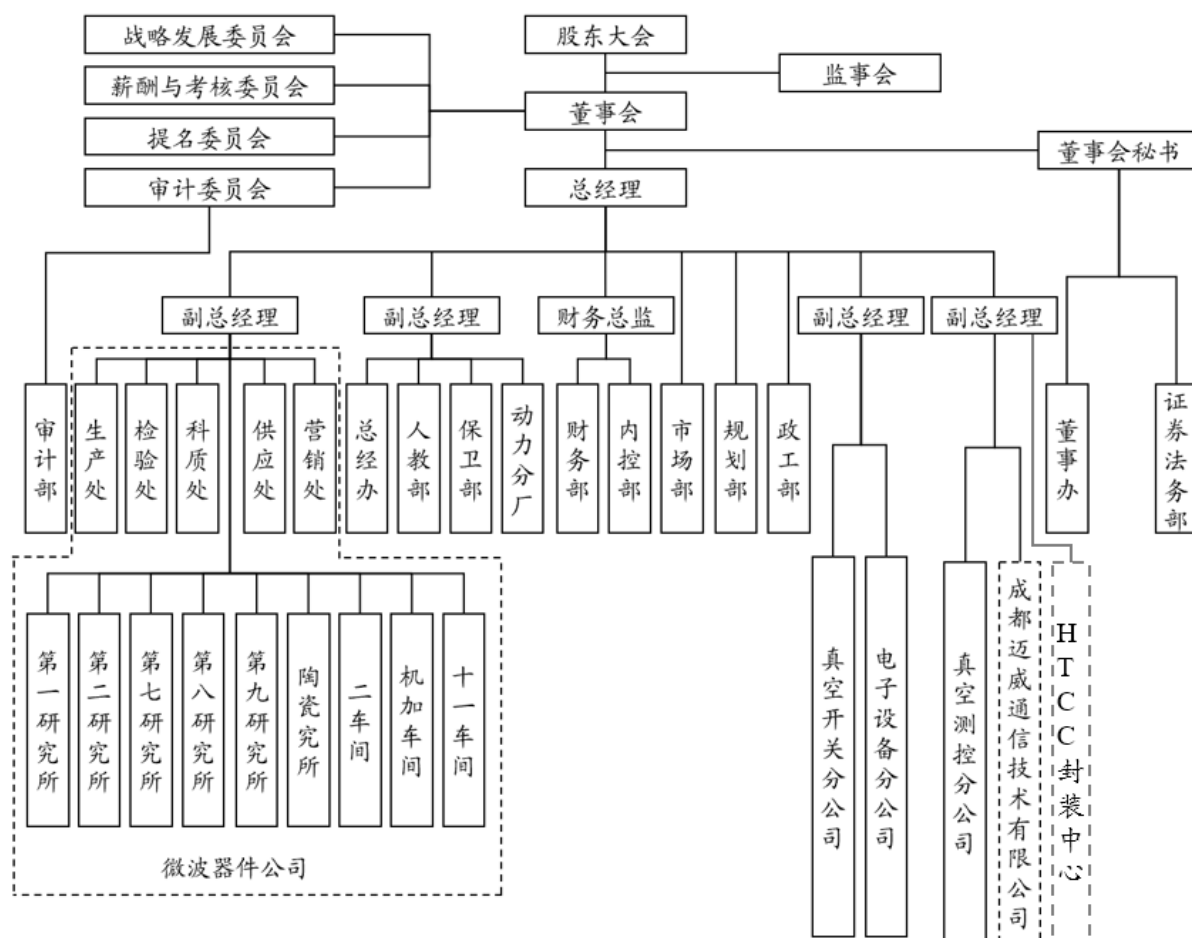 战略发展委员会
股东大会
薪酬与考核委员会
监事会
董事会
提名委员会
董事会秘书
审计委员会
总经理
副总经理
副总经理
财务总监
副总经理
副总经理
审计部
生产处
检验处
科质处
供应处
营销处
总经办
人教部
保卫部
动力分厂
财务部
内控部
市场部
规划部
政工部
董事办
证券法务部
第一研究所
第二研究所
第七研究所
第八研究所
第九研究所
陶瓷究所
二车间
机加车间
十一车间
真空开关分公司
电子设备分公司
真空测控分公司
成都迈威通信技术有限公司
HTCC封装中心
微波器件公司